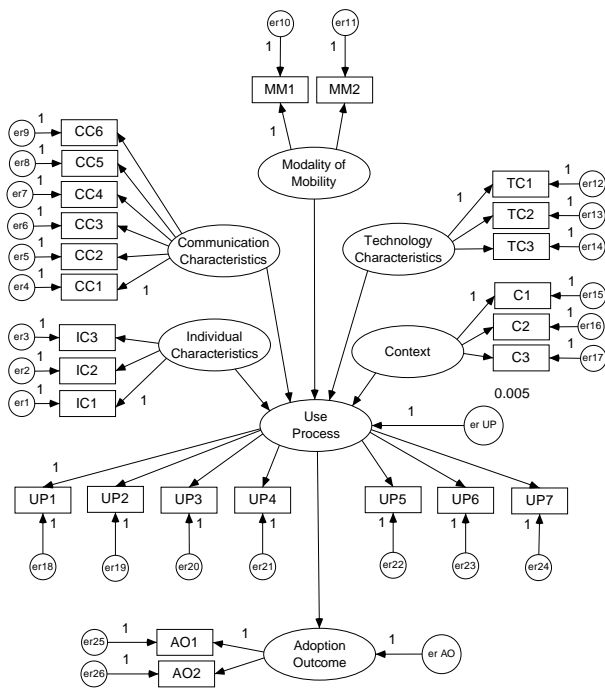 er10
er11
1
1
MM1
MM2
1
Modality of
Mobility
er9
1
CC6
er8
1
CC5
er7
1
CC4
er6
1
CC3
er5
1
CC2
er4
1
CC1
1
Communication
Characteristics
Technology
Characteristics
1
TC1
1
er12
TC2
1
er13
TC3
1
er14
er3
1
IC3
er2
1
IC2
er1
1
IC1
1
Individual
Characteristics
Context
1
C1
1
er15
C2
1
er16
C3
1
er17
0.005
Use
Process
1
er UP
1
UP1
UP2
UP3
UP4
UP5
UP6
UP7
1
1
1
1
1
1
1
er18
er19
er20
er21
er22
er23
er24
er25
1
AO1
1
er26
1
AO2
Adoption
Outcome
1
er AO